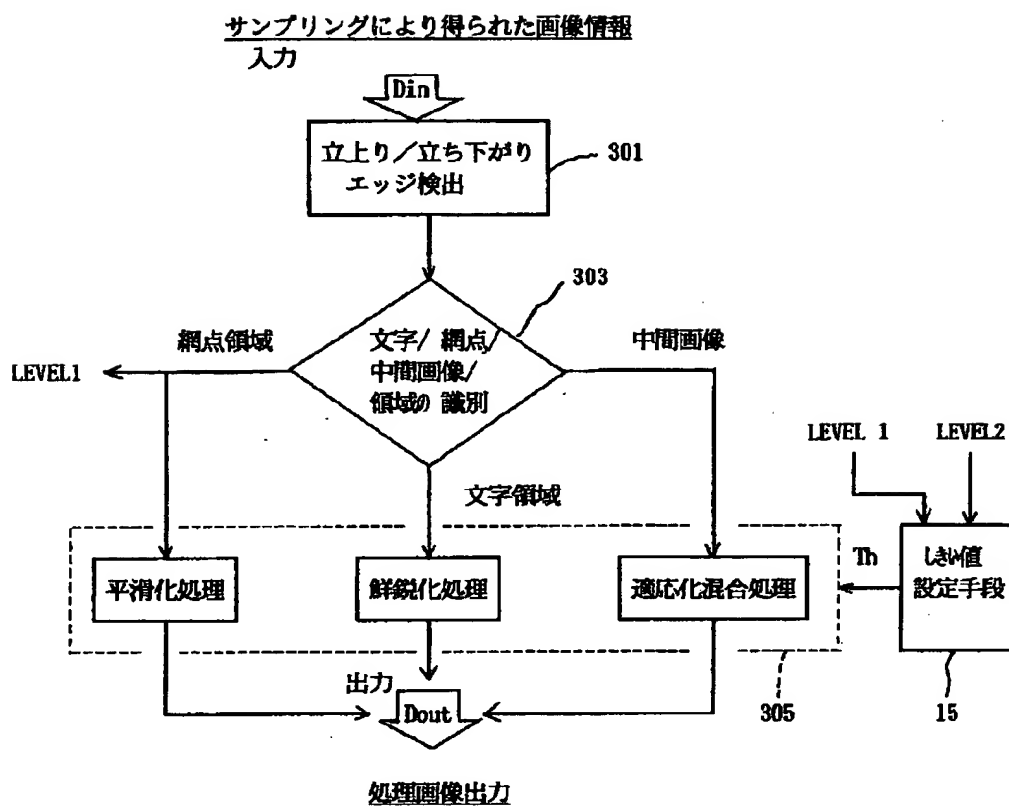 サンプリングにより得られた画像情報
入力
Din
立上り/立ち下がり
エッジ検出
301
303
網点領域
文字/ 網点/
中間画像/
領域の 識別
中間画像
LEVEL1
LEVEL 1
LEVEL2
文字領域
平滑化処理
鮮鋭化処理
適応化混合処理
Th
しきい値
設定手段
出力
Dout
305
15
処理画像出力